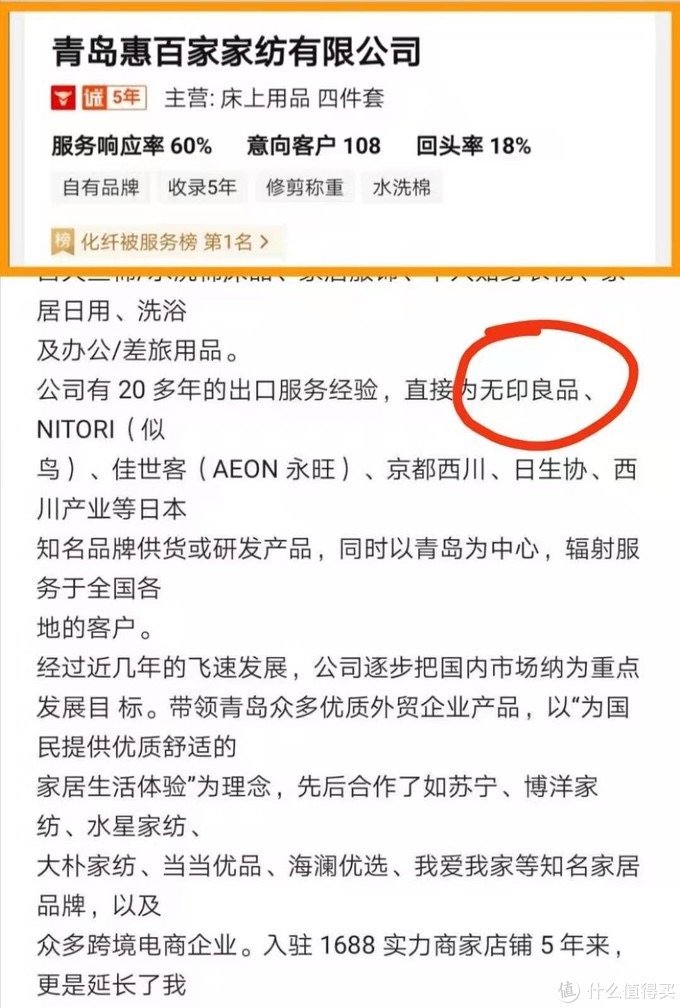 青岛惠百家家纺有限公司
诚 5年 主营: 床上用品 四件套
服务响应率 60% 意向客户 108 回头率 18%
自有品牌 收录5年 修剪称重 水洗棉
榜 化纤被服务榜 第1名 >
居日用、洗浴
及办公/差旅用品。
公司有 20 多年的出口服务经验，直接为无印良品、
NITORI（似
鸟）、佳世客（AEON 永旺）、京都西川、日生协、西
川产业等日本
知名品牌供货或研发产品，同时以青岛为中心，辐射服
务于全国各
地的客户。
经过近几年的飞速发展，公司逐步把国内市场纳为重点
发展目 标。带领青岛众多优质外贸企业产品，以“为国
民提供优质舒适的
家居生活体验”为理念，先后合作了如苏宁、博洋家
纺、水星家纺、
大朴家纺、当当优品、海澜优选、我爱我家等知名家居
品牌，以及
众多跨境电商企业。入驻 1688 实力商家店铺 5 年来，
更是延长了我
值 什么值得买